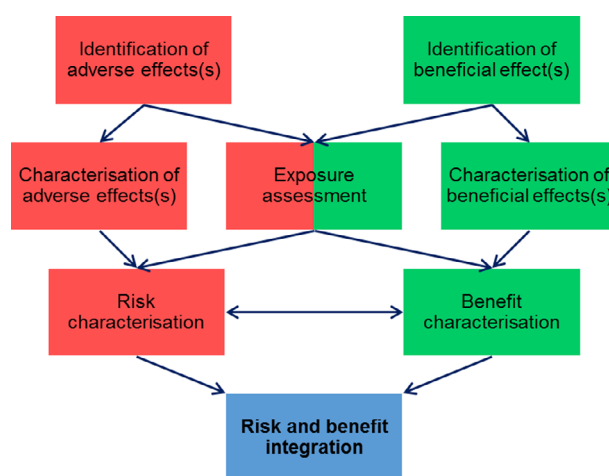 Identification of
adverse effects(s)
Identification of
beneficial effect(s)
Characterisation of
adverse effects(s)
Exposure
assessment
Characterisation of
beneficial effects(s)
Risk
characterisation
Benefit
characterisation
Risk and benefit
integration